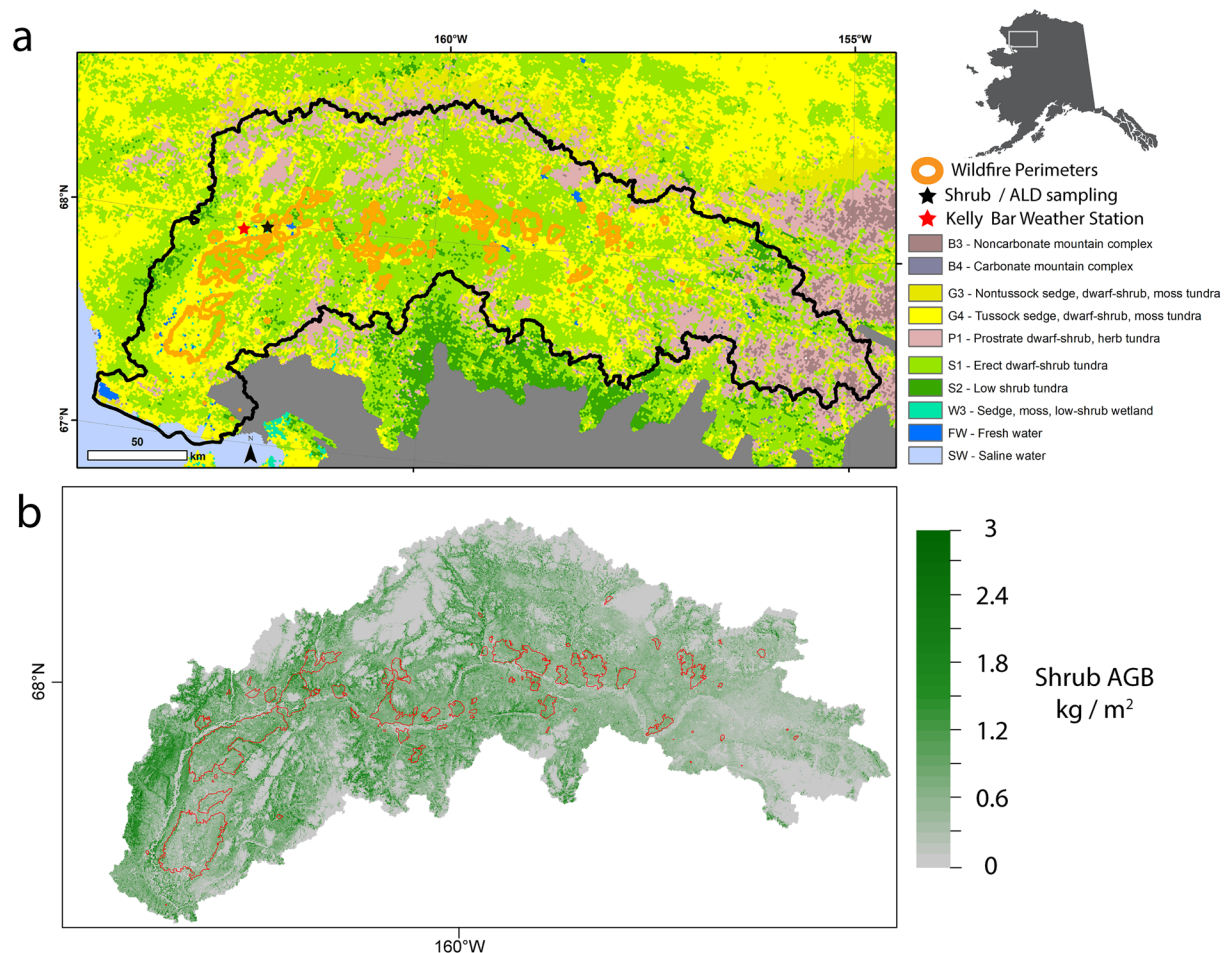 a
160°W
155°W
68°N
67°N
50
km
N
Wildfire Perimeters
Shrub / ALD sampling
Kelly Bar Weather Station
B3 - Noncarbonate mountain complex
B4 - Carbonate mountain complex
G3 - Nontussock sedge, dwarf-shrub, moss tundra
G4 - Tussock sedge, dwarf-shrub, moss tundra
P1 - Prostrate dwarf-shrub, herb tundra
S1 - Erect dwarf-shrub tundra
S2 - Low shrub tundra
W3 - Sedge, moss, low-shrub wetland
FW - Fresh water
SW - Saline water
b
68°N
160°W
3
2.4
1.8
1.2
0.6
0
Shrub AGB
kg / m²